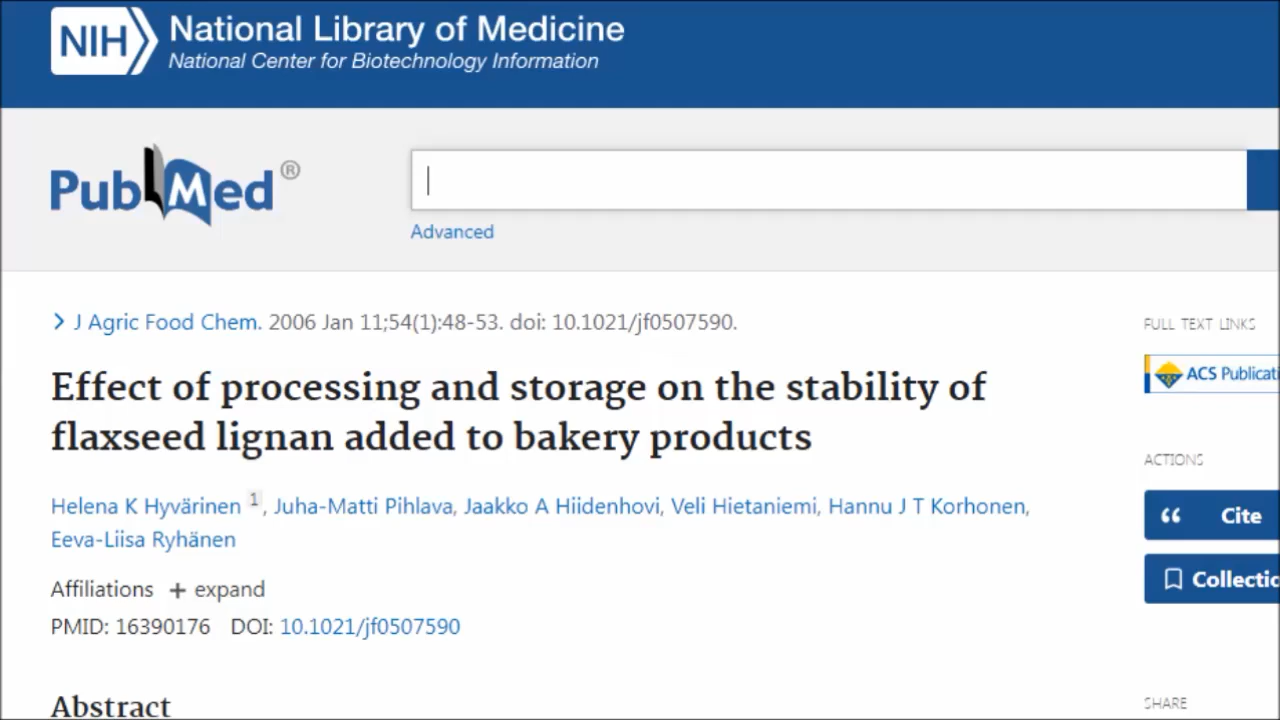 NIH National Library of Medicine
National Center for Biotechnology Information
PubMed®
Advanced
J Agric Food Chem. 2006 Jan 11;54(1):48-53. doi: 10.1021/jf0507590.
FULL TEXT LINKS
Effect of processing and storage on the stability of
flaxseed lignan added to bakery products
ACS Publicati
ACTIONS
Helena K Hyvärinen 1, Juha-Matti Pihlava, Jaakko A Hiidenhovi, Veli Hietaniemi, Hannu J T Korhonen,
Eeva-Liisa Ryhänen
Cite
Collectio
Affiliations + expand
PMID: 16390176 DOI: 10.1021/jf0507590
Abstract
SHARE